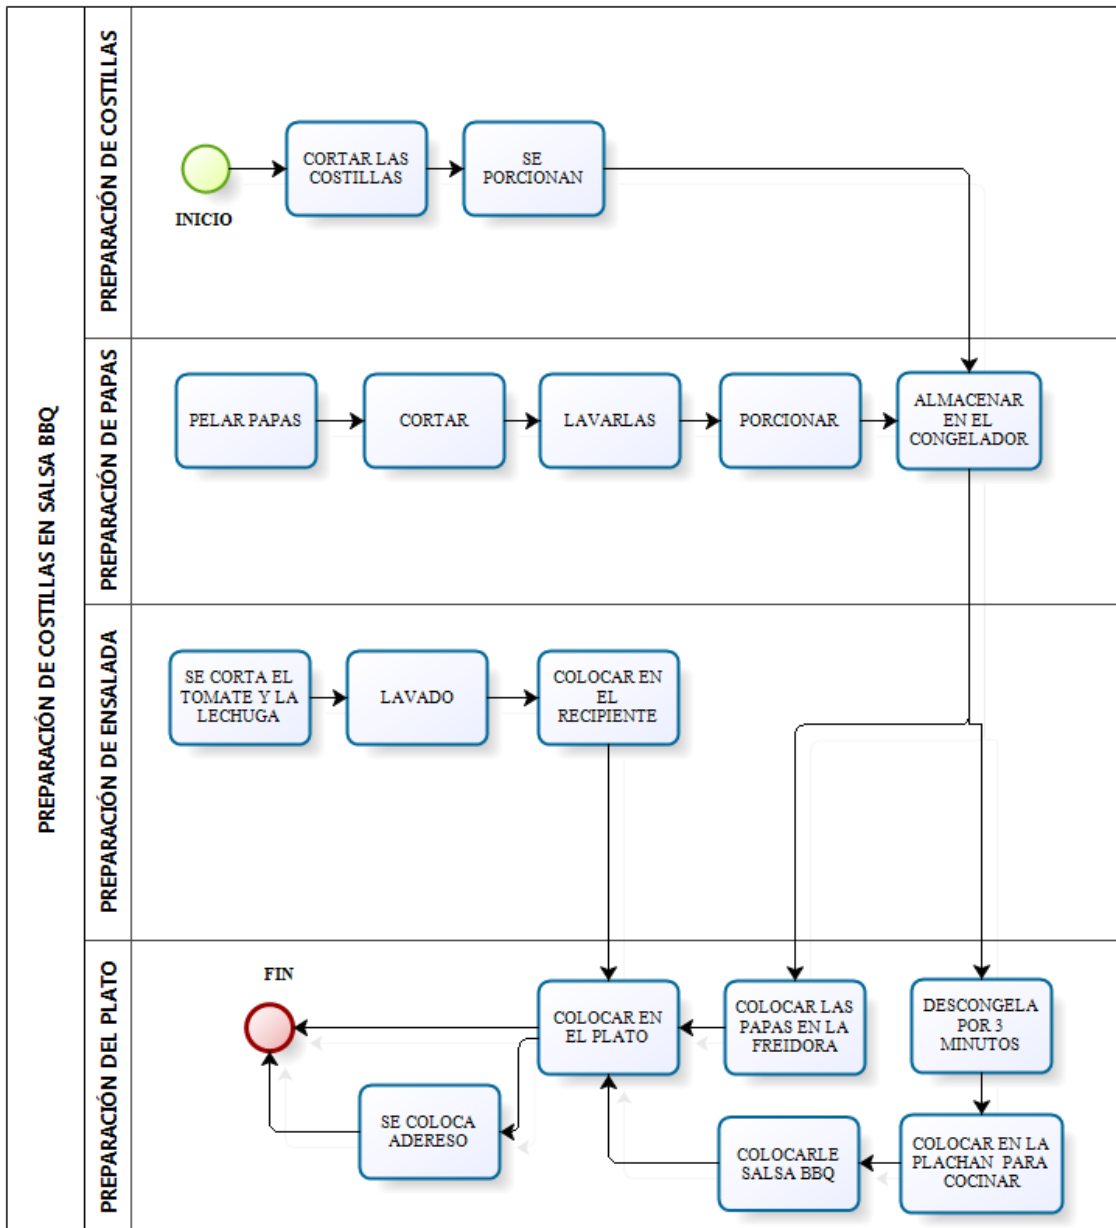 PREPARACIÓN DE COSTILLAS EN SALSA BBQ
PREPARACIÓN DE COSTILLAS
INICIO
CORTAR LAS
COSTILLAS
SE
PORCIONAN
PREPARACIÓN DE PAPAS
PELAR PAPAS
CORTAR
LAVARLAS
PORCIONAR
ALMACENAR
EN EL
CONGELADOR
PREPARACIÓN DE ENSALADA
SE CORTA EL
TOMATE Y LA
LECHUGA
LAVADO
COLOCAR EN
EL
RECIPIENTE
PREPARACIÓN DEL PLATO
FIN
COLOCAR EN
EL PLATO
COLOCAR LAS
PAPAS EN LA
FREIDORA
DESCONGELA
POR 3
MINUTOS
SE COLOCA
ADERESO
COLOCARLE
SALSA BBQ
COLOCAR EN LA
PLACHAN PARA
COCINAR